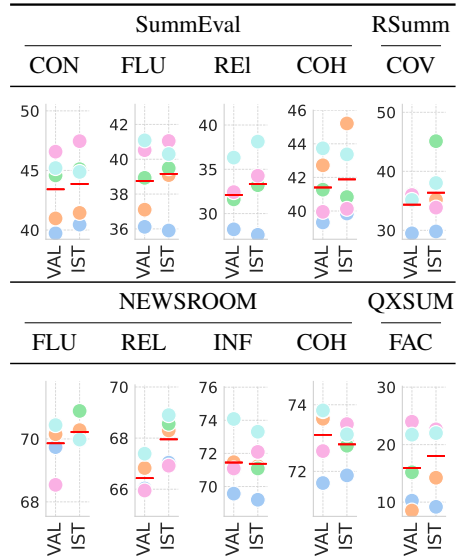 SummEval RSumm
CON FLU REl COH COV
50
45
40
VAL IST
42
40
38
36
VAL IST
40
35
30
VAL IST
46
44
42
40
VAL IST
50
40
30
VAL IST
NEWSROOM QXSUM
FLU REL INF COH FAC
70
68
VAL IST
70
68
66
VAL IST
76
74
72
70
VAL IST
74
72
VAL IST
30
20
10
VAL IST